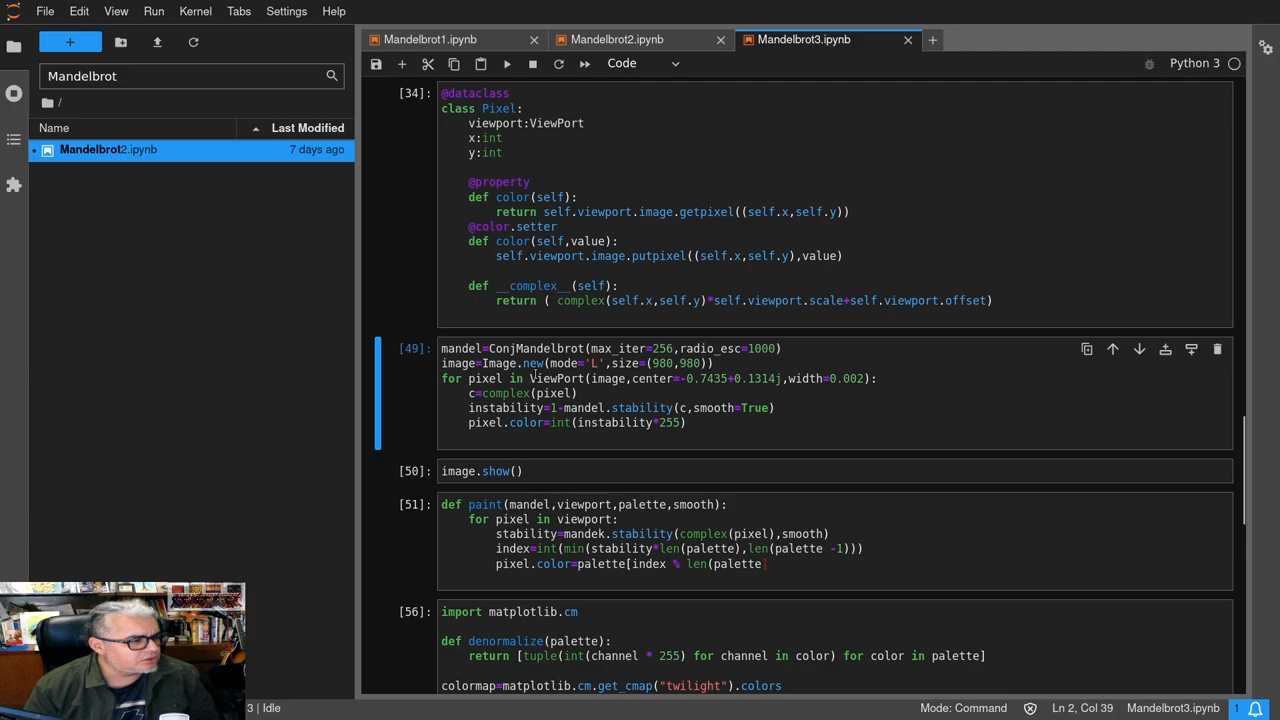 File Edit View Run Kernel Tabs Settings Help
Mandelbrot
/
Name Last Modified
Mandelbrot2.ipynb 7 days ago
Mandelbrot1.ipynb Mandelbrot2.ipynb Mandelbrot3.ipynb
Code Python 3
[34]: @dataclass
class Pixel:
viewport:ViewPort
x:int
y:int
@property
def color(self):
return self.viewport.image.getpixel((self.x,self.y))
@color.setter
def color(self,value):
self.viewport.image.putpixel((self.x,self.y),value)
def __complex__(self):
return ( complex(self.x,self.y)*self.viewport.scale+self.viewport.offset)
[49]: mandel=ConjMandelbrot(max_iter=256,radio_esc=1000)
image=Image.new(mode='L',size=(980,980))
for pixel in ViewPort(image,center=-0.7435+0.1314j,width=0.002):
c=complex(pixel)
instability=1-mandel.stability(c,smooth=True)
pixel.color=int(instability*255)
[50]: image.show()
[51]: def paint(mandel,viewport,palette,smooth):
for pixel in viewport:
stability=mandek.stability(complex(pixel),smooth)
index=int(min(stability*len(palette),len(palette -1)))
pixel.color=palette[index % len(palette]
[56]: import matplotlib.cm
def denormalize(palette):
return [tuple(int(channel * 255) for channel in color) for color in palette]
colormap=matplotlib.cm.get_cmap("twilight").colors
3 | Idle Mode: Command Ln 2, Col 39 Mandelbrot3.ipynb 1